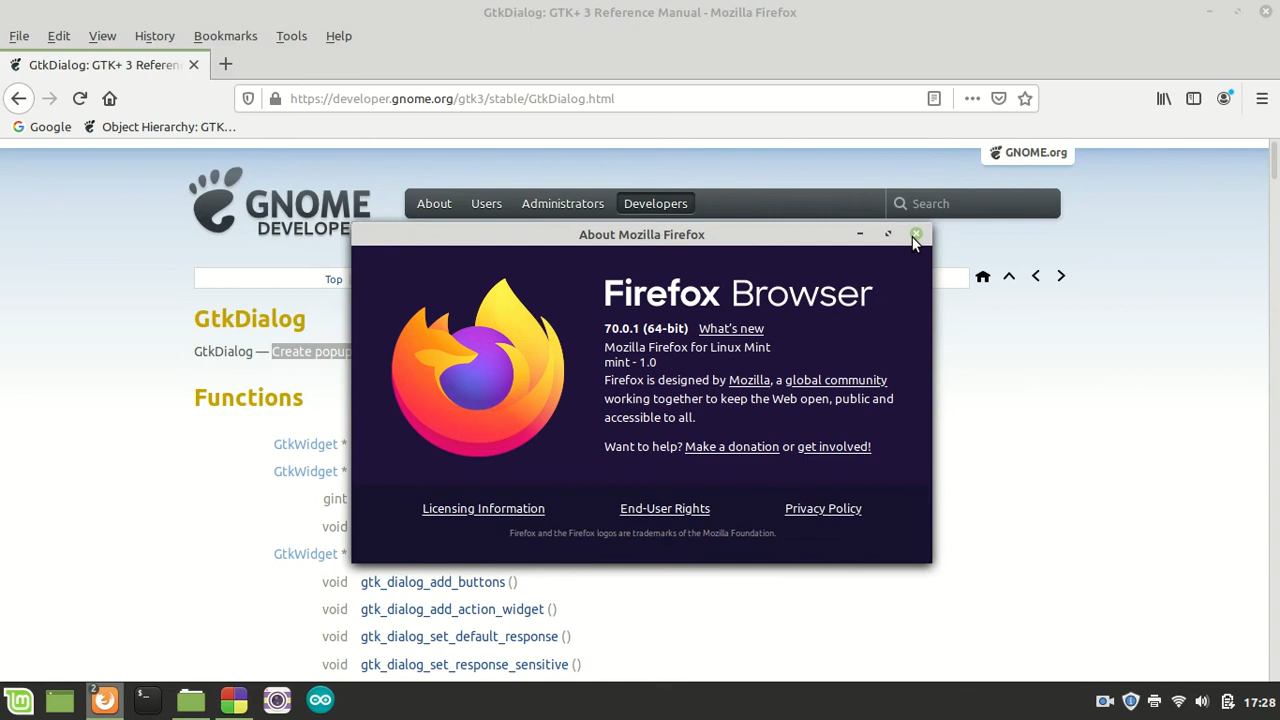 GtkDialog: GTK+ 3 Reference Manual - Mozilla Firefox
File Edit View History Bookmarks Tools Help
GtkDialog: GTK+ 3 Referen
https://developer.gnome.org/gtk3/stable/GtkDialog.html
Google Object Hierarchy: GTK…
GNOME.org
GNOME
DEVELOPE
About Users Administrators Developers Search
About Mozilla Firefox
Top
Firefox Browser
GtkDialog
70.0.1 (64-bit) What's new
Mozilla Firefox for Linux Mint
GtkDialog — Create popup
mint - 1.0
Firefox is designed by Mozilla, a global community
working together to keep the Web open, public and
accessible to all.
Functions
Want to help? Make a donation or get involved!
GtkWidget *
GtkWidget *
gint
Licensing Information End-User Rights Privacy Policy
void
Firefox and the Firefox logos are trademarks of the Mozilla Foundation.
GtkWidget *
void gtk_dialog_add_buttons ()
void gtk_dialog_add_action_widget ()
void gtk_dialog_set_default_response ()
void gtk_dialog_set_response_sensitive ()
2
17:28